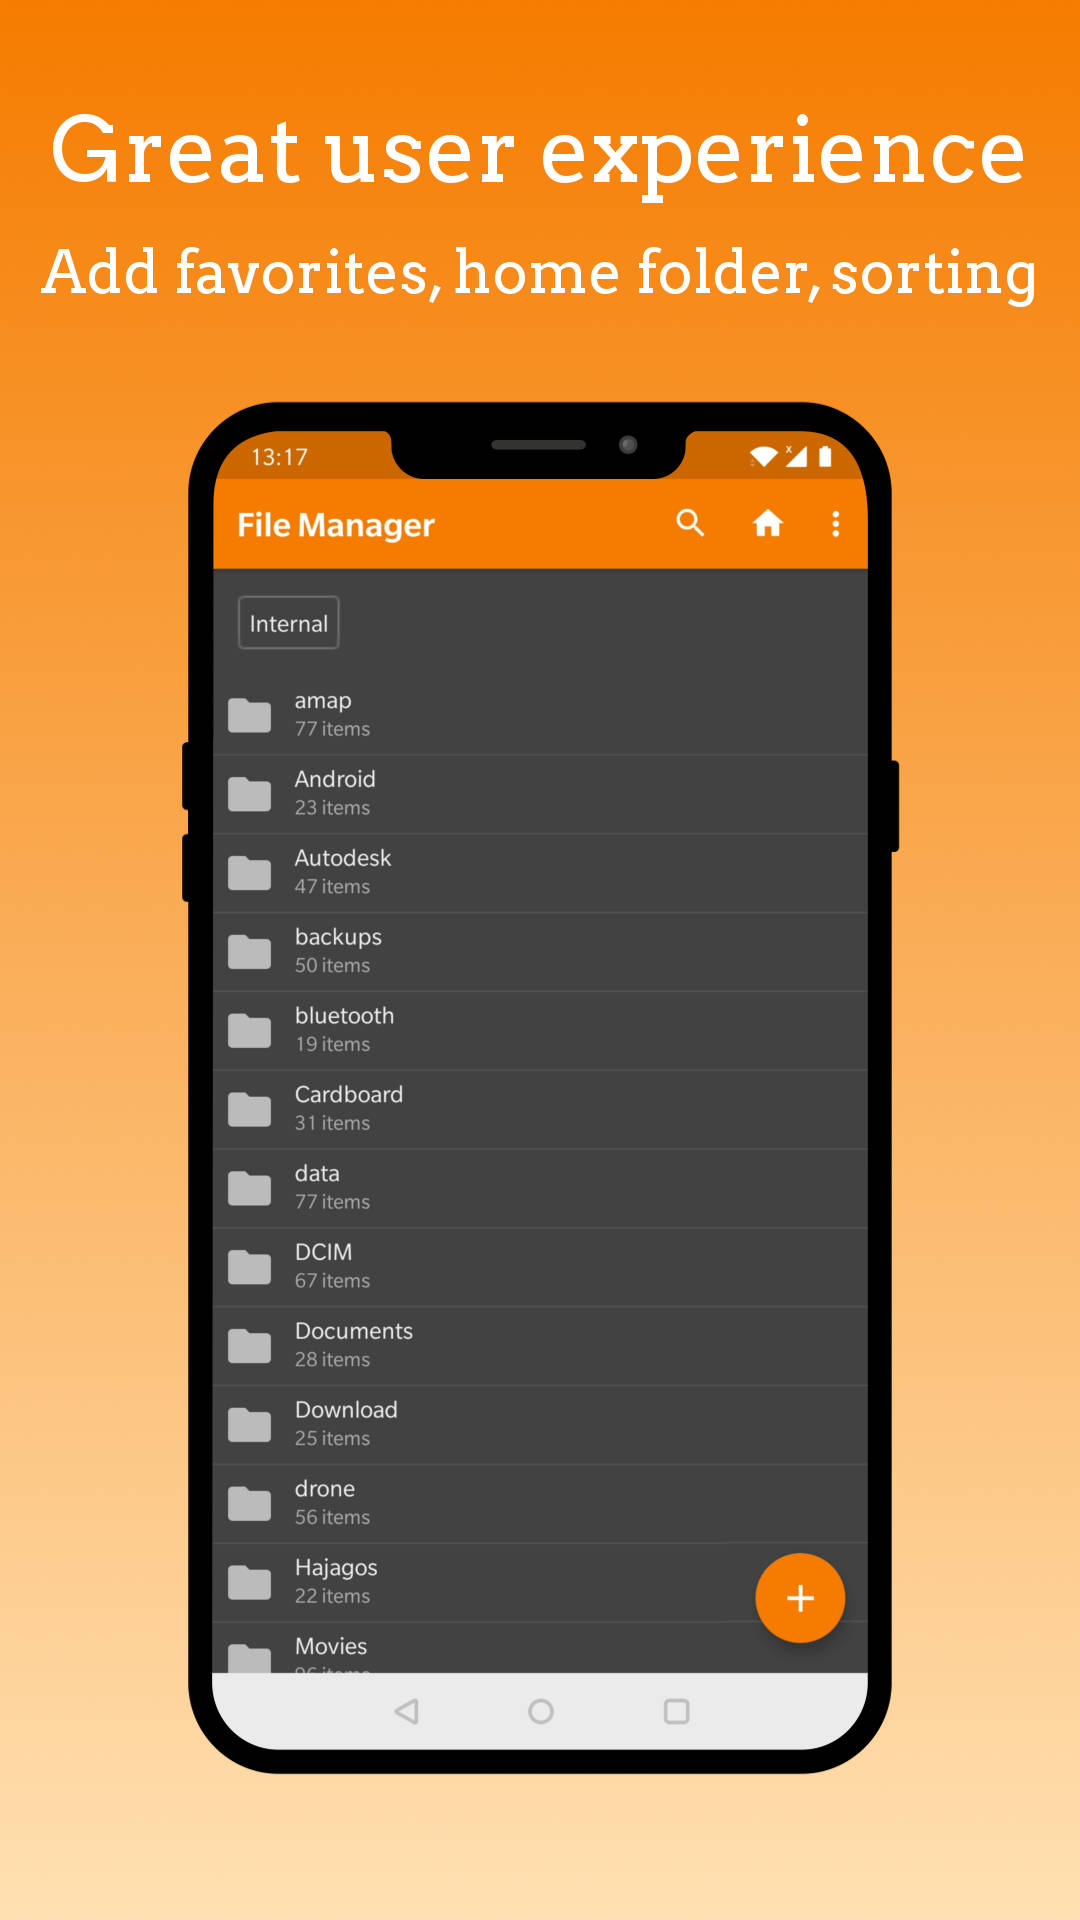 Great user experience
Add favorites, home folder, sorting
13:17
File Manager
Internal
amap
77 items
Android
23 items
Autodesk
47 items
backups
50 items
bluetooth
19 items
Cardboard
31 items
data
77 items
DCIM
67 items
Documents
28 items
Download
25 items
drone
56 items
Hajagos
22 items
Movies